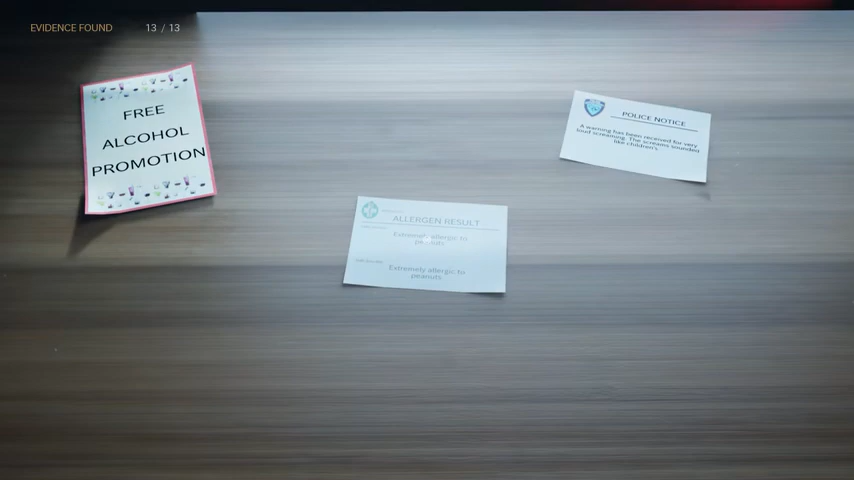 EVIDENCE FOUND 13 / 13
FREE
ALCOHOL
PROMOTION
POLICE NOTICE
A warning has been received for very
loud screaming. The screams sounded
like children's
ALLERGEN RESULT
Extremely allergic to
peanuts
Extremely allergic to
peanuts